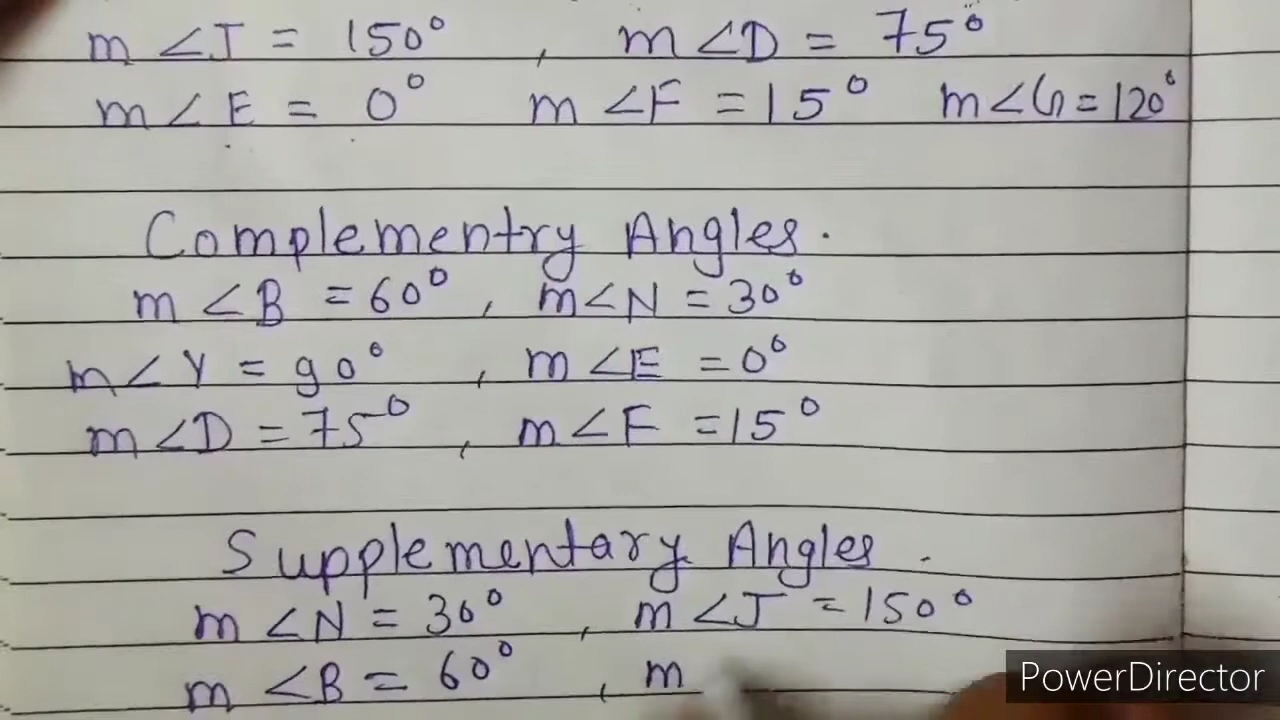 m∠J = 150° , m∠D = 75°
m∠E = 0° m∠F = 15° m∠G = 120°
Complementry Angles.
m∠B = 60° , m∠N = 30°
m∠Y = 90° , m∠E = 0°
m∠D = 75° , m∠F = 15°
Supplementary Angles.
m∠N = 30° , m∠J = 150°
m∠B = 60° , m
PowerDirector